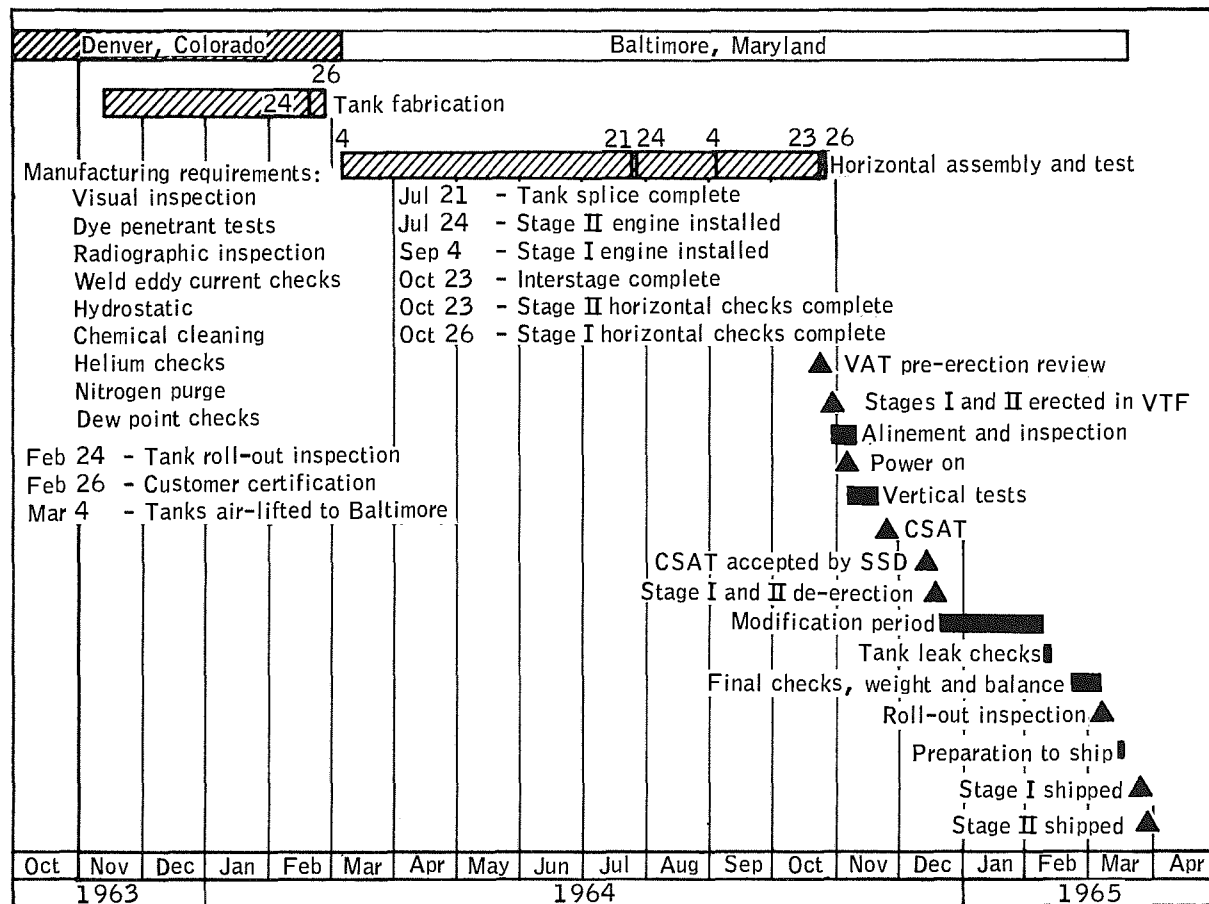 Denver, Colorado Baltimore, Maryland
26
24 Tank fabrication
4 21 24 4 23 26
Horizontal assembly and test
Manufacturing requirements:
Visual inspection
Dye penetrant tests
Radiographic inspection
Weld eddy current checks
Hydrostatic
Chemical cleaning
Helium checks
Nitrogen purge
Dew point checks
Feb 24 - Tank roll-out inspection
Feb 26 - Customer certification
Mar 4 - Tanks air-lifted to Baltimore
Jul 21 - Tank splice complete
Jul 24 - Stage II engine installed
Sep 4 - Stage I engine installed
Oct 23 - Interstage complete
Oct 23 - Stage II horizontal checks complete
Oct 26 - Stage I horizontal checks complete
VAT pre-erection review
Stages I and II erected in VTF
Alinement and inspection
Power on
Vertical tests
CSAT
CSAT accepted by SSD
Stage I and II de-erection
Modification period
Tank leak checks
Final checks, weight and balance
Roll-out inspection
Preparation to ship
Stage I shipped
Stage II shipped
Oct Nov Dec Jan Feb Mar Apr May Jun Jul Aug Sep Oct Nov Dec Jan Feb Mar Apr
1963 1964 1965